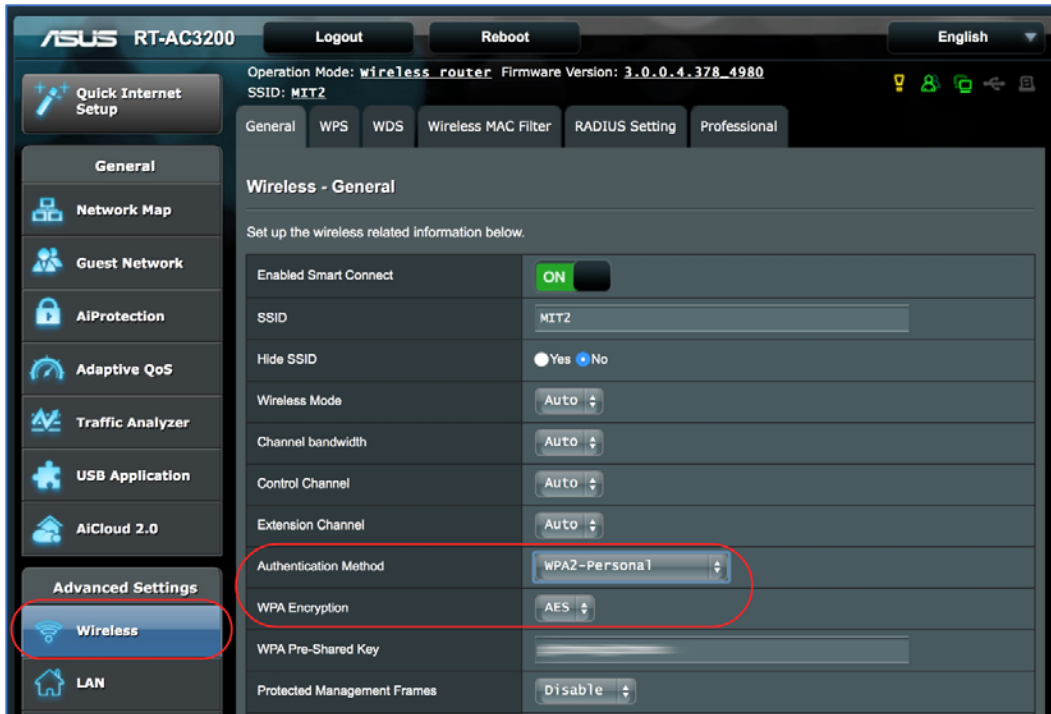 ASUS RT-AC3200 Logout Reboot English
Operation Mode: Wireless router Firmware Version: 3.0.0.4.378_4980
SSID: MIT2
Quick Internet
Setup
General WPS WDS Wireless MAC Filter RADIUS Setting Professional
General
Network Map
Guest Network
AiProtection
Adaptive QoS
Traffic Analyzer
USB Application
AiCloud 2.0
Advanced Settings
Wireless
LAN
Wireless - General
Set up the wireless related information below.
Enabled Smart Connect ON
SSID MIT2
Hide SSID Yes No
Wireless Mode Auto
Channel bandwidth Auto
Control Channel Auto
Extension Channel Auto
Authentication Method WPA2-Personal
WPA Encryption AES
WPA Pre-Shared Key
Protected Management Frames Disable